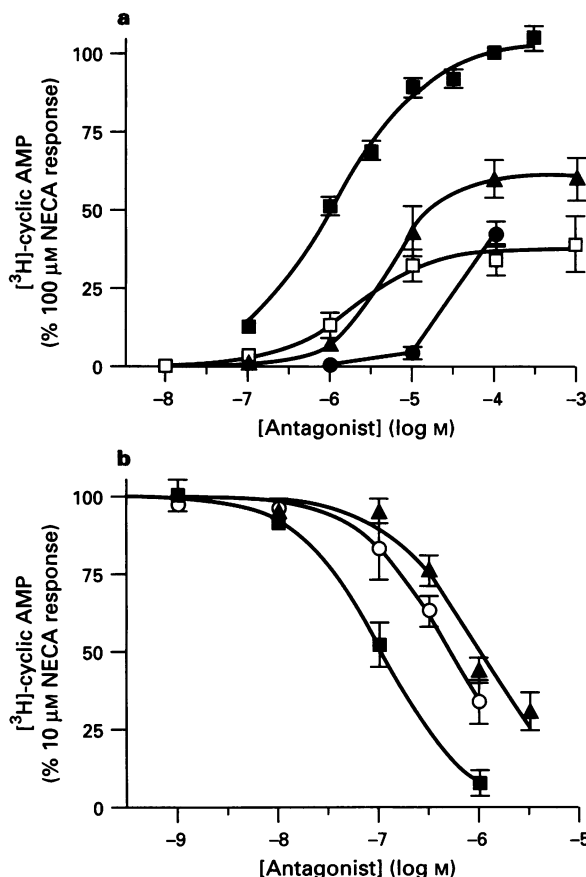 a
100
75
50
25
0
[³H]-cyclic AMP
(% 100 μM NECA response)
–8
–7
–6
–5
–4
–3
[Antagonist] (log M)
b
100
75
50
25
0
[³H]-cyclic AMP
(% 10 μM NECA response)
–9
–8
–7
–6
–5
[Antagonist] (log M)